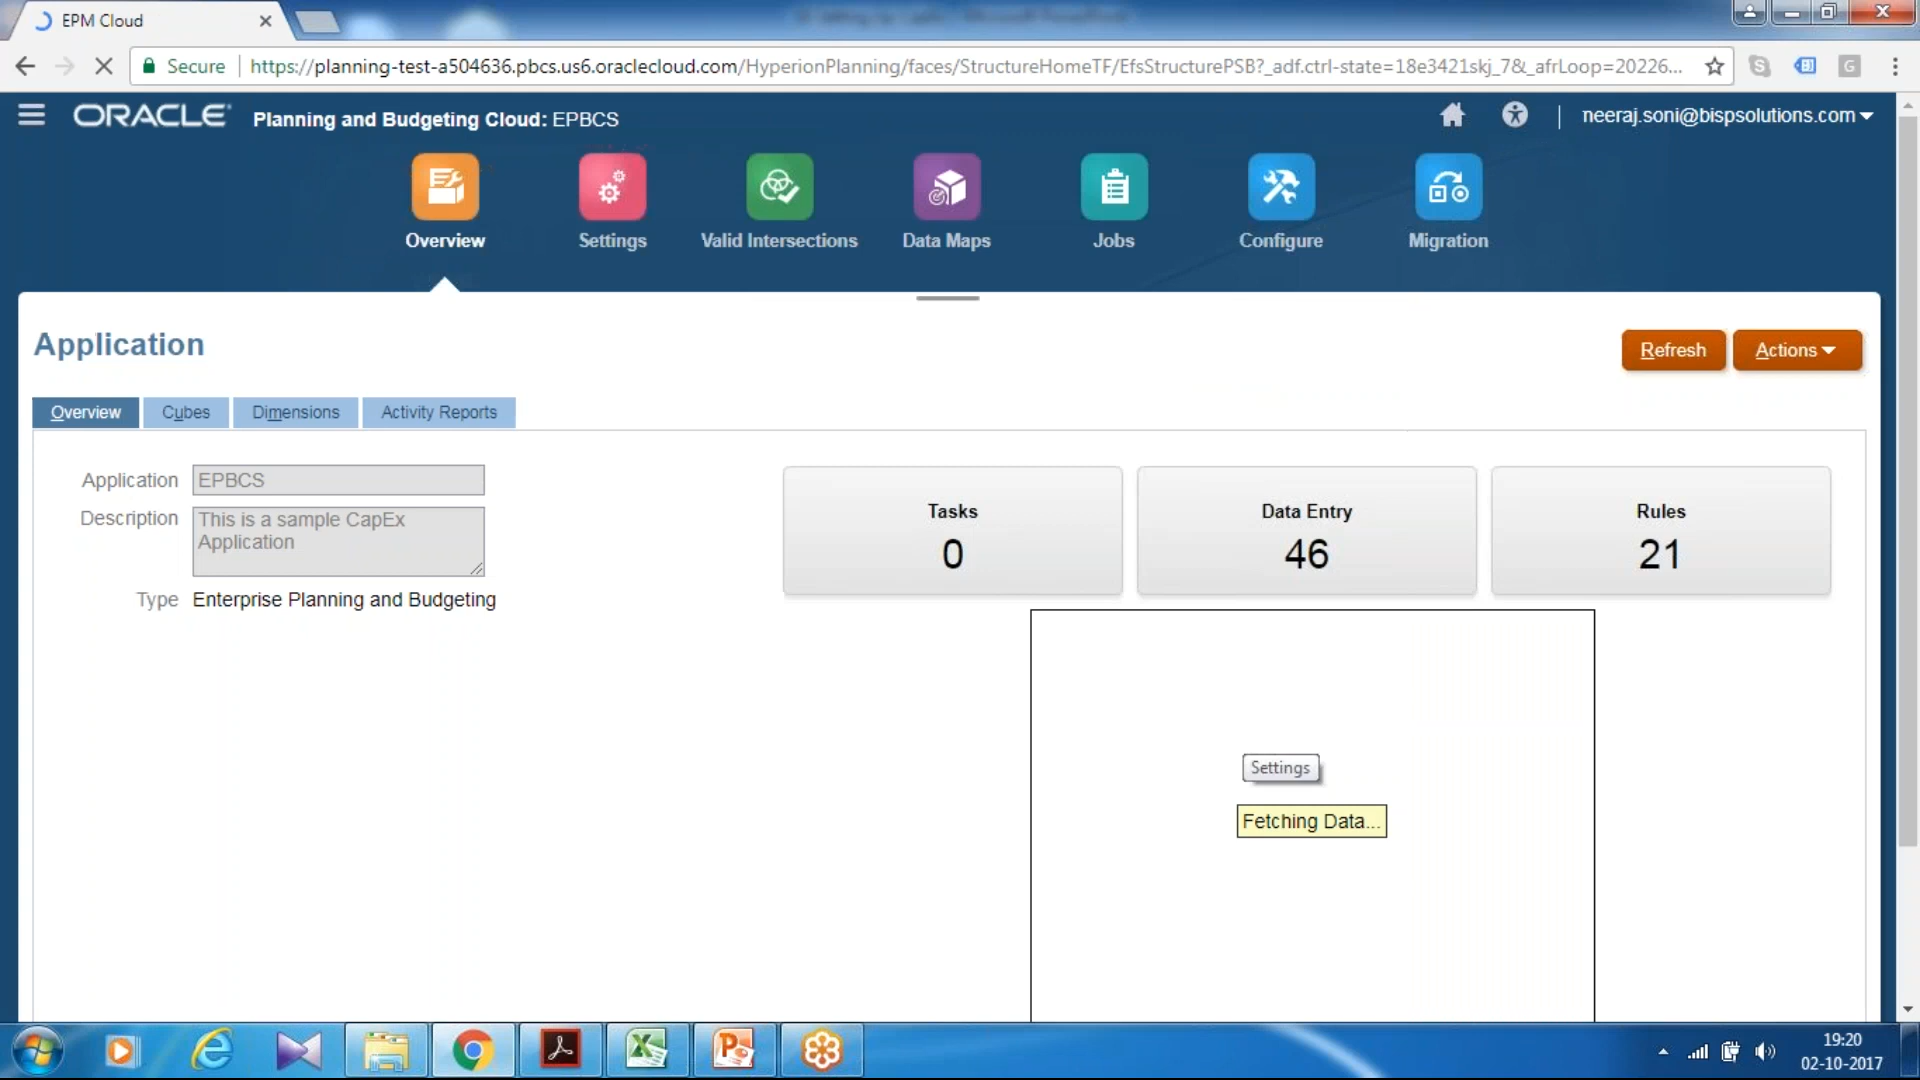 EPM Cloud
Secure
https://planning-test-a504636.pbcs.us6.oraclecloud.com/HyperionPlanning/faces/StructureHomeTF/EfsStructurePSB?_adf.ctrl-state=18e3421skj_7&_afrLoop=20226...
ORACLE Planning and Budgeting Cloud: EPBCS
neeraj.soni@bispsolutions.com
Overview
Settings
Valid Intersections
Data Maps
Jobs
Configure
Migration
Application
Refresh
Actions
Overview
Cubes
Dimensions
Activity Reports
Application
EPBCS
Description
This is a sample CapEx
Application
Type
Enterprise Planning and Budgeting
Tasks
0
Data Entry
46
Rules
21
Settings
Fetching Data...
19:20
02-10-2017